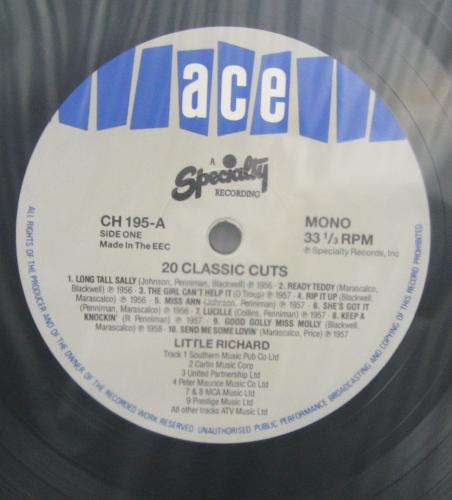 ace
A
Specialty
RECORDING
CH 195-A
SIDE ONE
Made In The EEC
MONO
33 1/3 RPM
℗ Specialty Records, Inc
20 CLASSIC CUTS
1. LONG TALL SALLY (Johnson, Penniman, Blackwell) ℗ 1956 · 2. READY TEDDY (Marascalco,
Blackwell) ℗ 1956 · 3. THE GIRL CAN'T HELP IT (D Troup) ℗ 1957 · 4. RIP IT UP (Blackwell,
Marascalco) ℗ 1956 · 5. MISS ANN (Johnson, Penniman) ℗ 1957 · 6. SHE'S GOT IT
(Penniman, Marascalco) ℗ 1956 · 7. LUCILLE (Collins, Penniman) ℗ 1957 · 8. KEEP A
KNOCKIN' (R Penniman) ℗ 1957 · 9. GOOD GOLLY MISS MOLLY (Blackwell,
Marascalco) ℗ 1958 · 10. SEND ME SOME LOVIN' (Marascalco, Price) ℗ 1957
LITTLE RICHARD
Track 1 Southern Music Pub Co Ltd
2 Carlin Music Corp
3 United Partnership Ltd
4 Peter Maurice Music Co Ltd
7 & 8 MCA Music Ltd
9 Prestige Music Ltd
All other tracks ATV Music Ltd
ALL RIGHTS OF THE PRODUCER AND OF THE OWNER OF THE RECORDED WORK RESERVED UNAUTHORISED PUBLIC PERFORMANCE BROADCASTING AND COPYING OF THIS RECORD PROHIBITED